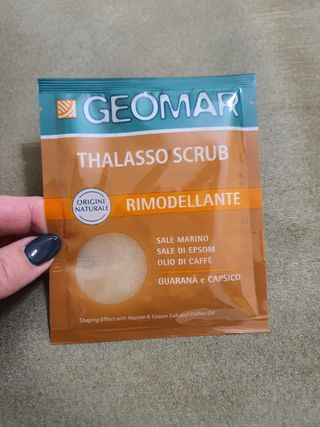 GEOMAR
THALASSO SCRUB
ORIGINE
NATURALE
RIMODELLANTE
SALE MARINO
SALE DI EPSOM
OLIO DI CAFFÈ
GUARANÀ e CAPSICO
Shaping Effect with Marine & Epsom Salt and Coffee Oil